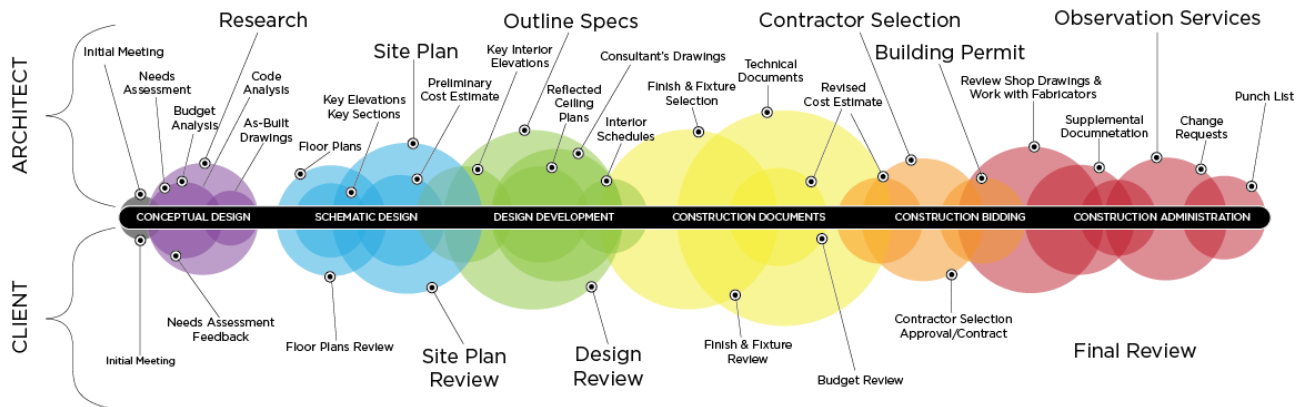 ARCHITECT
Initial Meeting
Needs
Assessment
Budget
Analysis
Research
Code
Analysis
As-Built
Drawings
Floor Plans
Key Elevations
Key Sections
Site Plan
Preliminary
Cost Estimate
Key Interior
Elevations
Outline Specs
Reflected
Ceiling
Plans
Consultant's Drawings
Interior
Schedules
Finish & Fixture
Selection
Technical
Documents
Revised
Cost Estimate
Contractor Selection
Building Permit
Review Shop Drawings &
Work with Fabricators
Supplemental
Documnetation
Observation Services
Change
Requests
Punch List
CONCEPTUAL DESIGN
SCHEMATIC DESIGN
DESIGN DEVELOPMENT
CONSTRUCTION DOCUMENTS
CONSTRUCTION BIDDING
CONSTRUCTION ADMINISTRATION
CLIENT
Initial Meeting
Needs Assessment
Feedback
Floor Plans Review
Site Plan
Review
Design
Review
Finish & Fixture
Review
Budget Review
Contractor Selection
Approval/Contract
Final Review